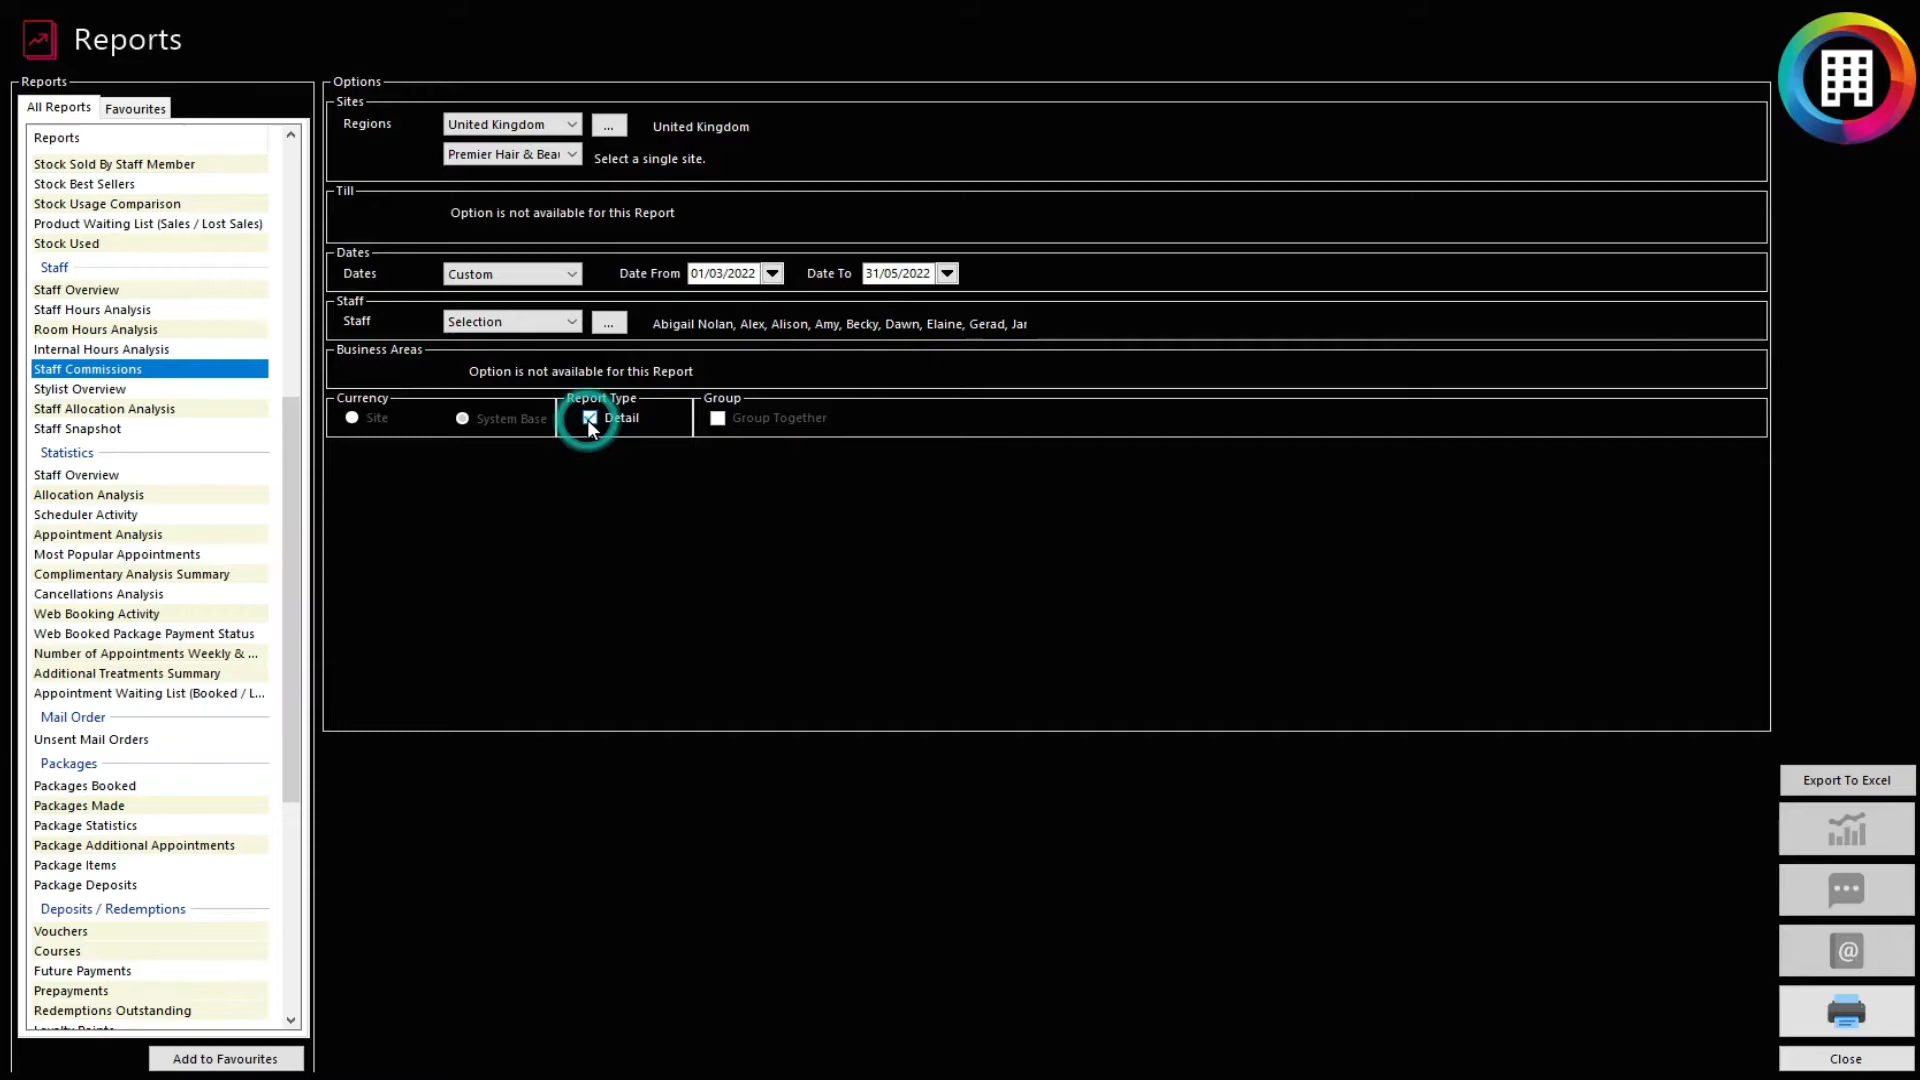 Reports
Reports
All Reports
Favourites
Reports
Stock Sold By Staff Member
Stock Best Sellers
Stock Usage Comparison
Product Waiting List (Sales / Lost Sales)
Stock Used
Staff
Staff Overview
Staff Hours Analysis
Room Hours Analysis
Internal Hours Analysis
Staff Commissions
Stylist Overview
Staff Allocation Analysis
Staff Snapshot
Statistics
Staff Overview
Allocation Analysis
Scheduler Activity
Appointment Analysis
Most Popular Appointments
Complimentary Analysis Summary
Cancellations Analysis
Web Booking Activity
Web Booked Package Payment Status
Number of Appointments Weekly & ...
Additional Treatments Summary
Appointment Waiting List (Booked / L...
Mail Order
Unsent Mail Orders
Packages
Packages Booked
Packages Made
Package Statistics
Package Additional Appointments
Package Items
Package Deposits
Deposits / Redemptions
Vouchers
Courses
Future Payments
Prepayments
Redemptions Outstanding
Loyalty Points
Add to Favourites
Options
Sites
Regions United Kingdom ... United Kingdom
Premier Hair & Beau Select a single site.
Till
Option is not available for this Report
Dates
Dates Custom Date From 01/03/2022 Date To 31/05/2022
Staff
Staff Selection ... Abigail Nolan, Alex, Alison, Amy, Becky, Dawn, Elaine, Gerad, Jar
Business Areas
Option is not available for this Report
Currency Report Type Group
Site System Base Detail Group Together
Export To Excel
Close